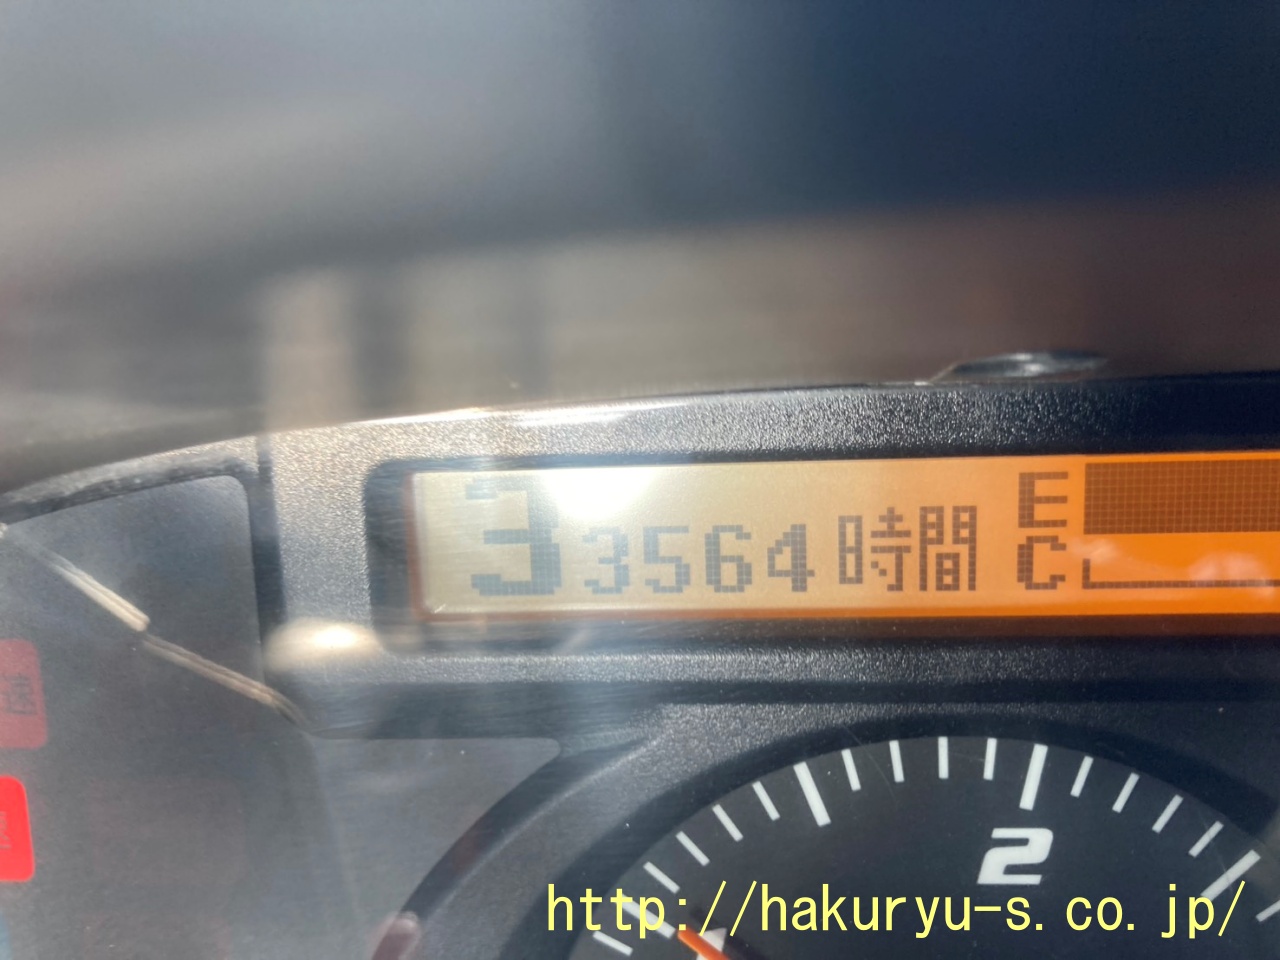 3 3564時間 E
C
2
http://hakuryu-s.co.jp/